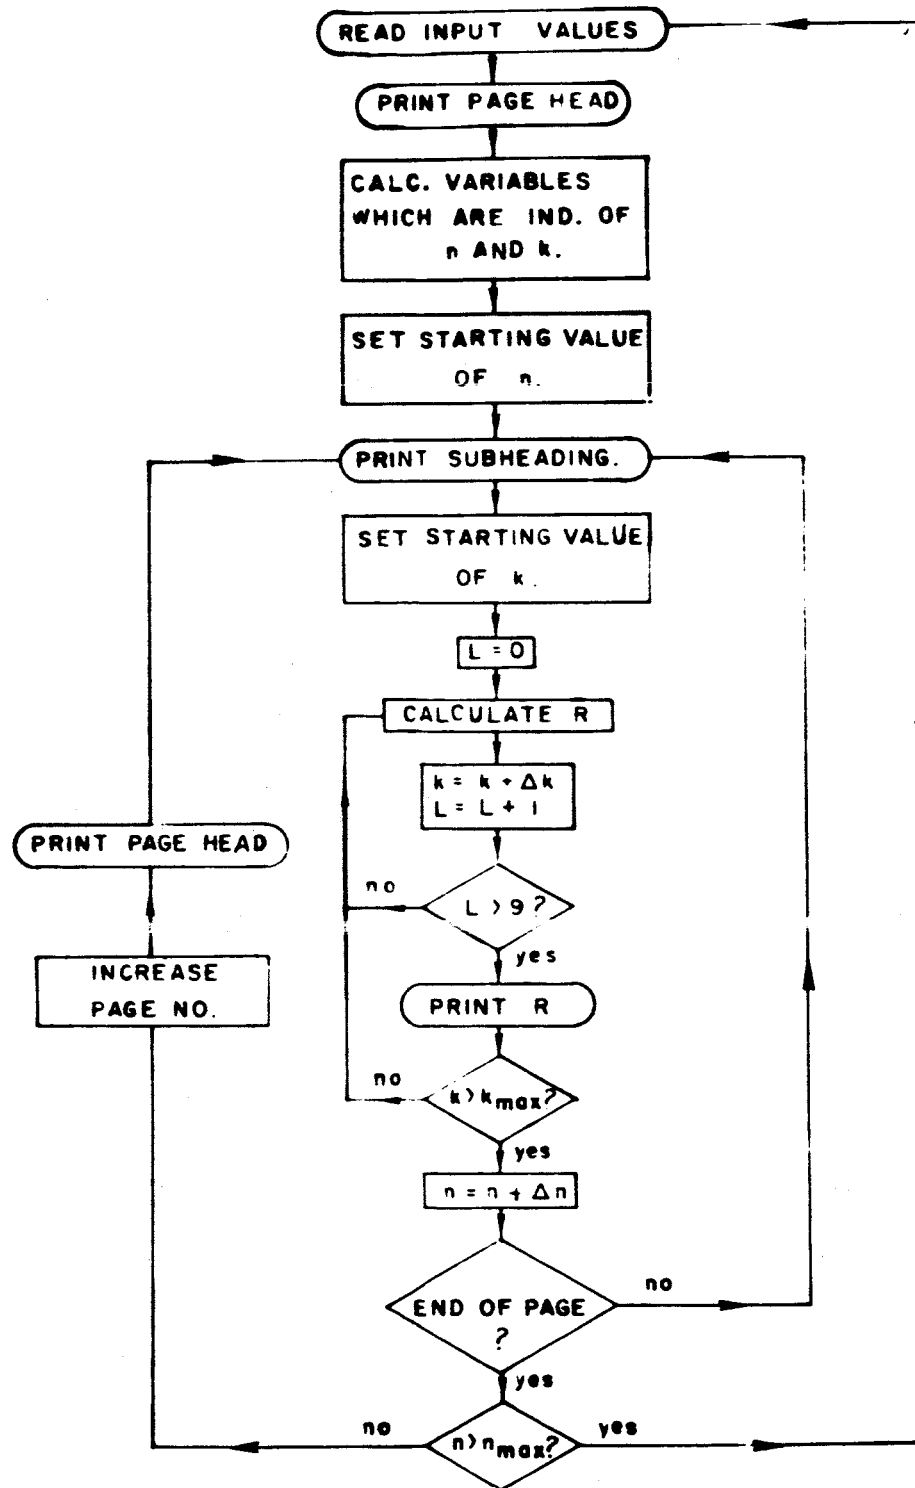 READ INPUT VALUES
PRINT PAGE HEAD
CALC. VARIABLES
WHICH ARE IND. OF
n AND k.
SET STARTING VALUE
OF n.
PRINT SUBHEADING.
SET STARTING VALUE
OF k.
L = 0
CALCULATE R
k = k + Δk
L = L + 1
PRINT PAGE HEAD
no
L > 9 ?
yes
INCREASE
PAGE NO.
PRINT R
no
k > kmax?
yes
n = n + Δn
no
END OF PAGE
?
yes
no
n > nmax?
yes